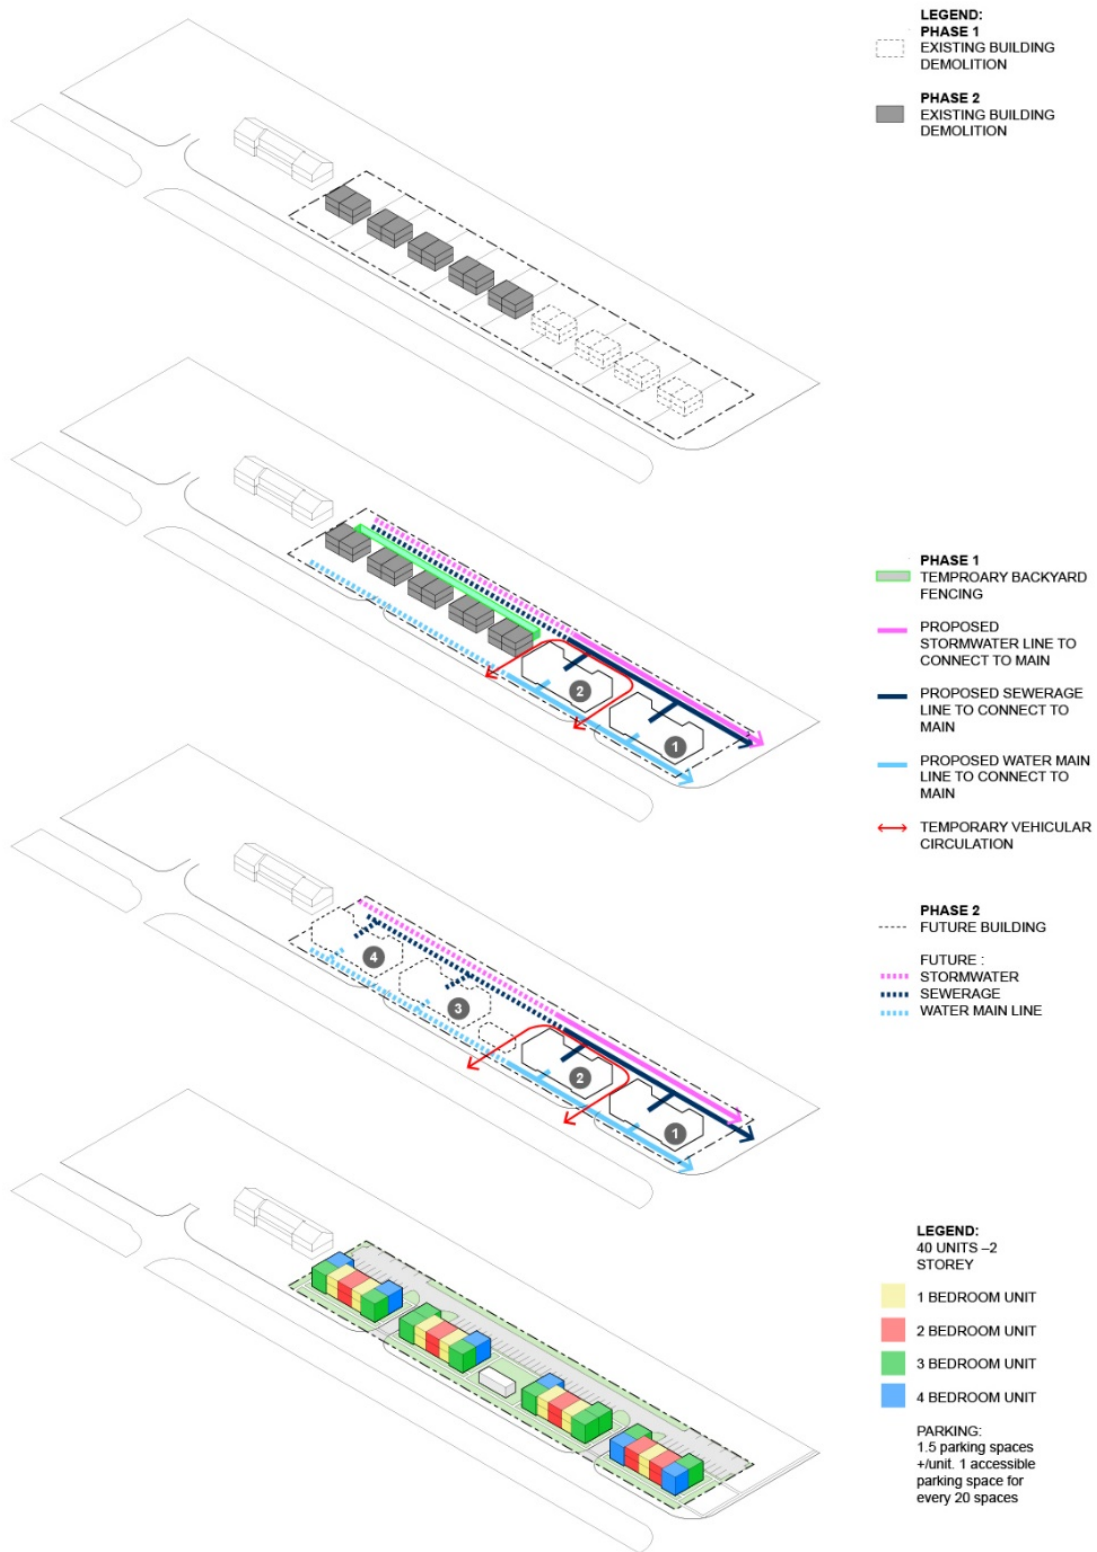 LEGEND:
PHASE 1
EXISTING BUILDING
DEMOLITION
PHASE 2
EXISTING BUILDING
DEMOLITION
PHASE 1
TEMPROARY BACKYARD
FENCING
PROPOSED
STORMWATER LINE TO
CONNECT TO MAIN
PROPOSED SEWERAGE
LINE TO CONNECT TO
MAIN
PROPOSED WATER MAIN
LINE TO CONNECT TO
MAIN
TEMPORARY VEHICULAR
CIRCULATION
2
1
PHASE 2
FUTURE BUILDING
FUTURE :
STORMWATER
SEWERAGE
WATER MAIN LINE
4
3
2
1
LEGEND:
40 UNITS –2
STOREY
1 BEDROOM UNIT
2 BEDROOM UNIT
3 BEDROOM UNIT
4 BEDROOM UNIT
PARKING:
1.5 parking spaces
+/unit. 1 accessible
parking space for
every 20 spaces